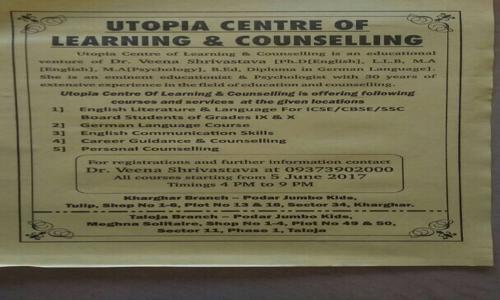 UTOPIA CENTRE OF
LEARNING & COUNSELLING
Utopia Centre of Learning & Counselling is an educational
venture of Dr. Veena Shrivastava [Ph.D[English], L.L.B, M.A
[English], M.A[Psychology], B.Ed, Diploma in German Language].
She is an eminent educationist & Psychologist with 30 years of
extensive experience in the field of education and counselling.
Utopia Centre Of Learning & Counselling is offering following
courses and services at the given locations
1] English Literature & Language For ICSE/CBSE/SSC
Board Students of Grades IX & X
2] German Language Course
3] English Communication Skills
4] Career Guidance & Counselling
5] Personal Counselling
For registrations and further information contact
Dr. Veena Shrivastava at 09373902000
All courses starting from 5 June 2017
Timings 4 PM to 9 PM
Kharghar Branch – Podar Jumbo Kids,
Tulip, Shop No 1-6, Plot No 13 & 16, Sector 34, Kharghar.
Taloja Branch – Podar Jumbo Kids,
Meghna Solitaire, Shop No 1-4, Plot No 49 & 50,
Sector 11, Phase 1, Taloja